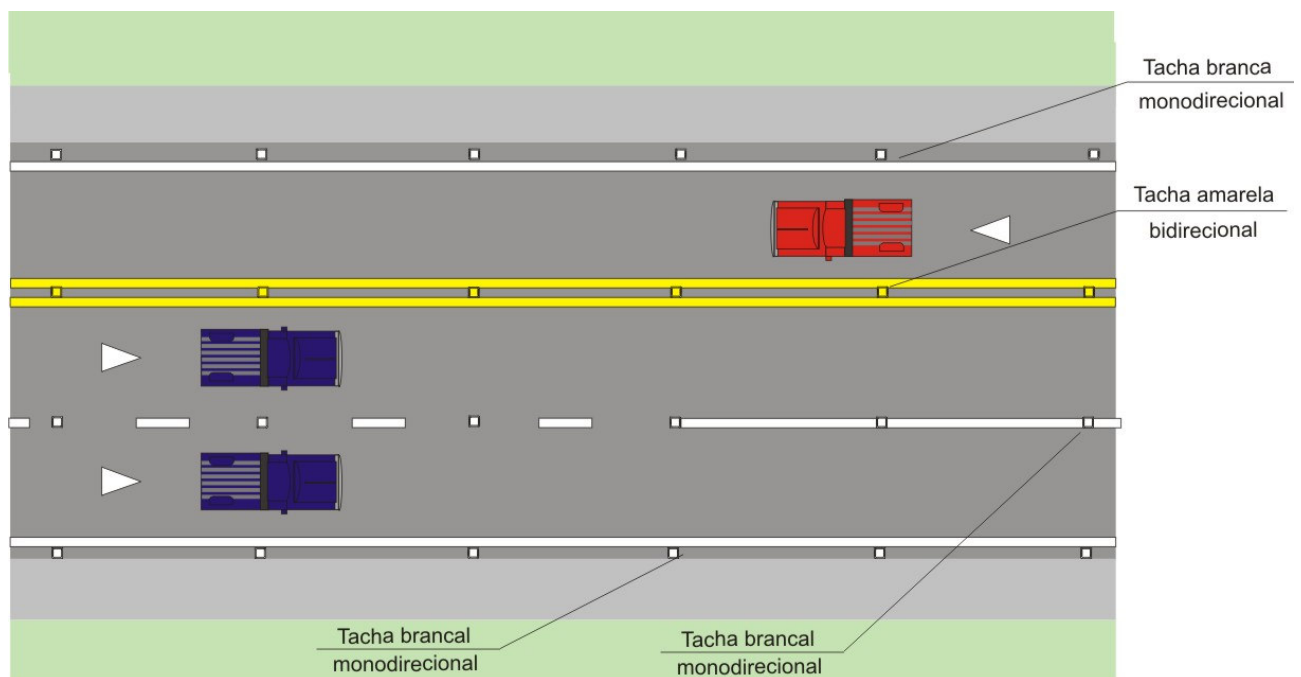 Tacha branca
monodirecional
Tacha amarela
bidirecional
Tacha brancal
monodirecional
Tacha brancal
monodirecional